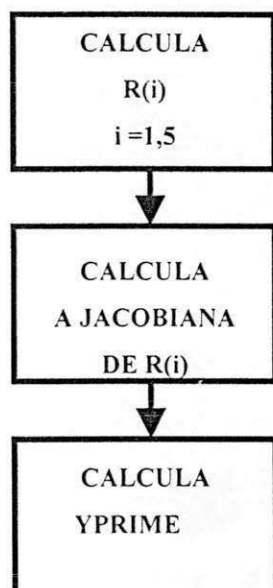 CALCULA
R(i)
i =1,5
CALCULA
A JACOBIANA
DE R(i)
CALCULA
YPRIME